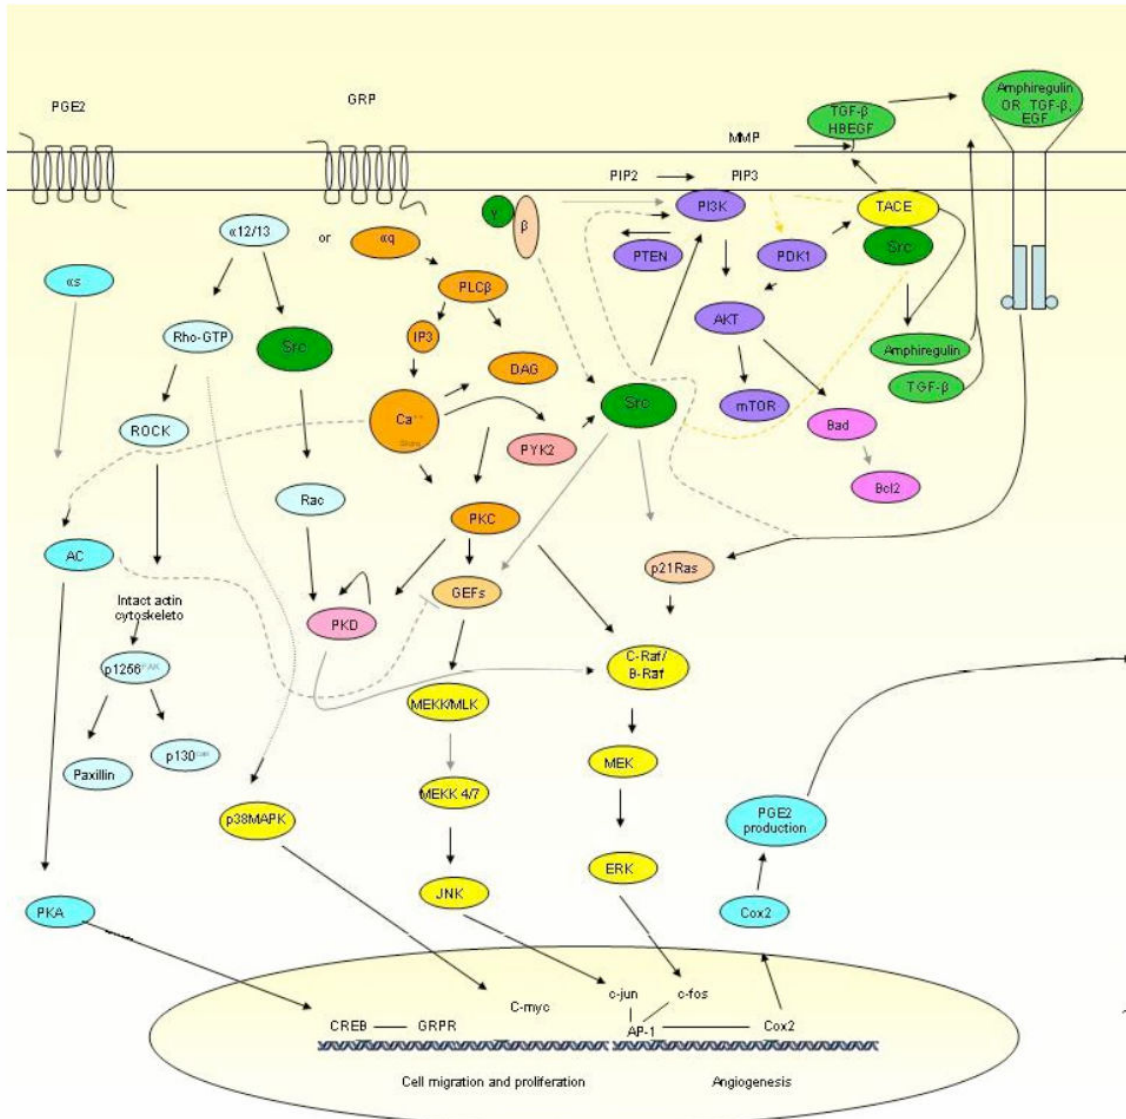 PGE2
GRP
MMP
TGF-β
HBEGF
Amphiregulin
OR TGF-β,
EGF
PIP2
PIP3
γ
β
PI3K
TACE
Src
PTEN
PDK1
α12/13
or
αq
αs
PLCβ
IP3
DAG
AKT
Rho-GTP
Src
Amphiregulin
TGF-β
ROCK
Ca++
PYK2
Src
mTOR
Bad
Bcl2
Rac
PKC
AC
p21Ras
GEFs
Intact actin
cytoskeleto
PKD
p1256FAK
C-Raf/
B-Raf
MEKK/MLK
Paxillin
p130
MEK
MEKK 4/7
p38MAPK
PGE2
production
ERK
JNK
PKA
Cox2
C-myc
c-jun
c-fos
CREB
GRPR
AP-1
Cox2
Cell migration and proliferation
Angiogenesis